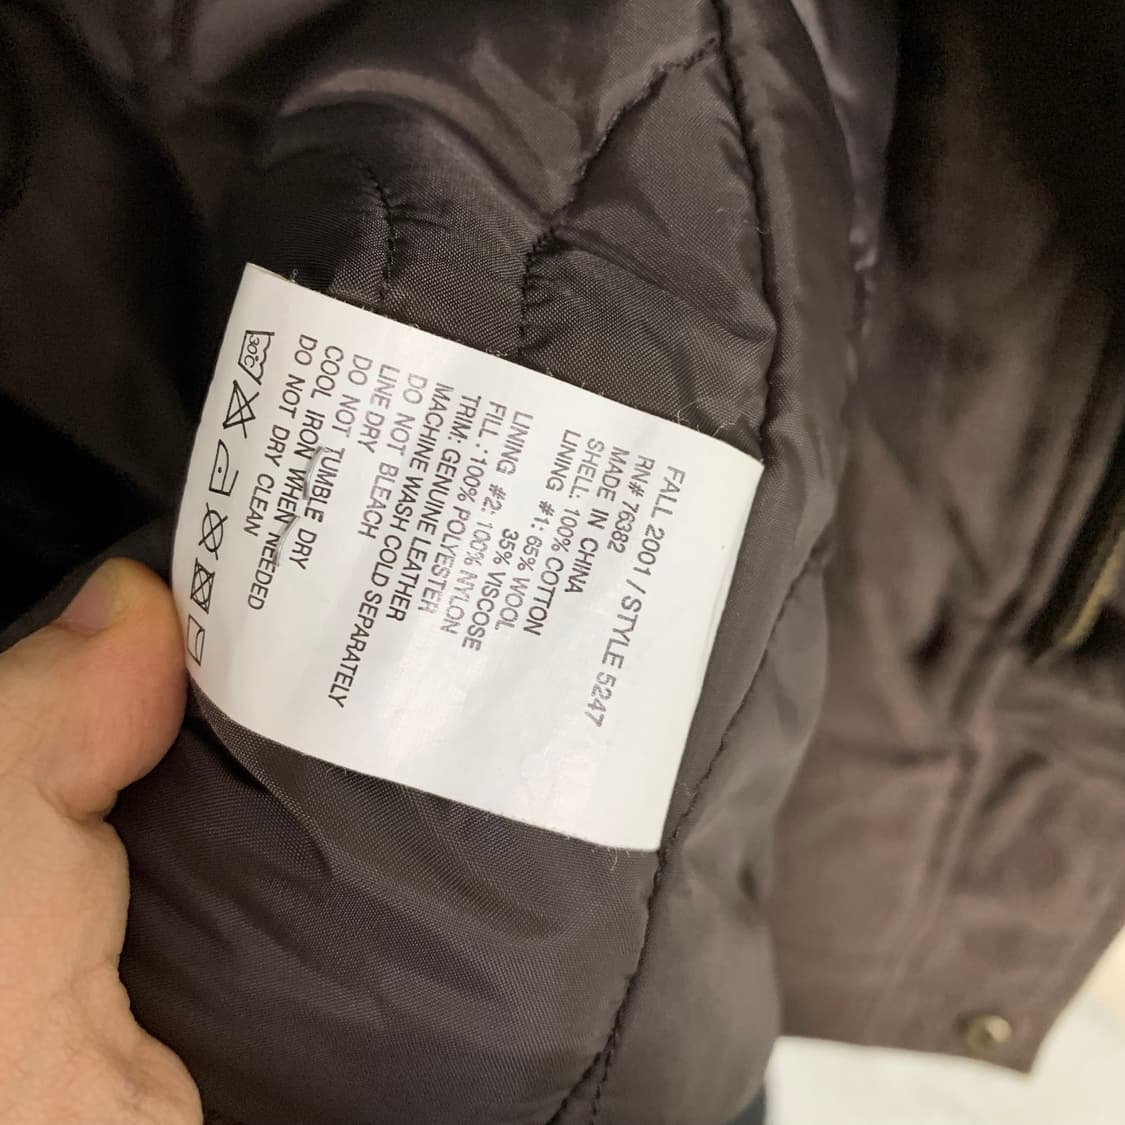 FALL 2001 / STYLE 5247
RN# 76382
MADE IN CHINA
SHELL: 100% COTTON
LINING #1: 65% WOOL
35% VISCOSE
LINING #2: 100% NYLON
FILL : 100% POLYESTER
TRIM: GENUINE LEATHER
MACHINE WASH COLD SEPARATELY
DO NOT BLEACH
LINE DRY
DO NOT TUMBLE DRY
COOL IRON WHEN NEEDED
DO NOT DRY CLEAN
30°C